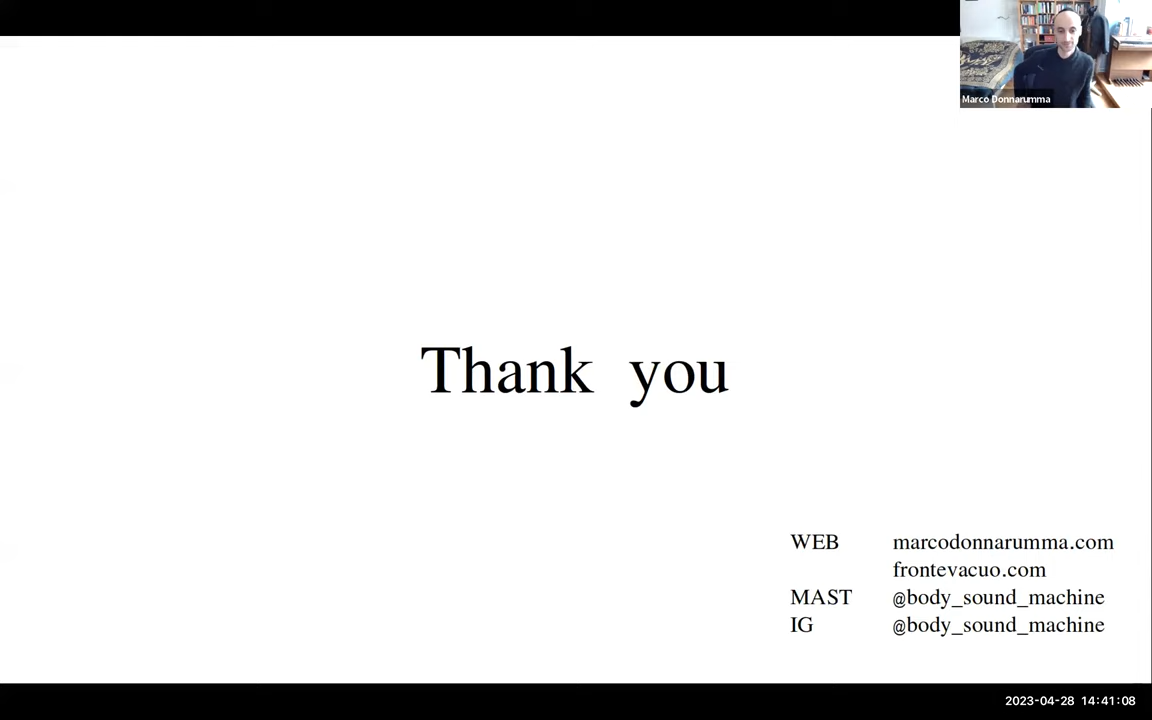 Marco Donnarumma
Thank you
WEB marcodonnarumma.com
frontevacuo.com
MAST @body_sound_machine
IG @body_sound_machine
2023-04-28 14:41:08